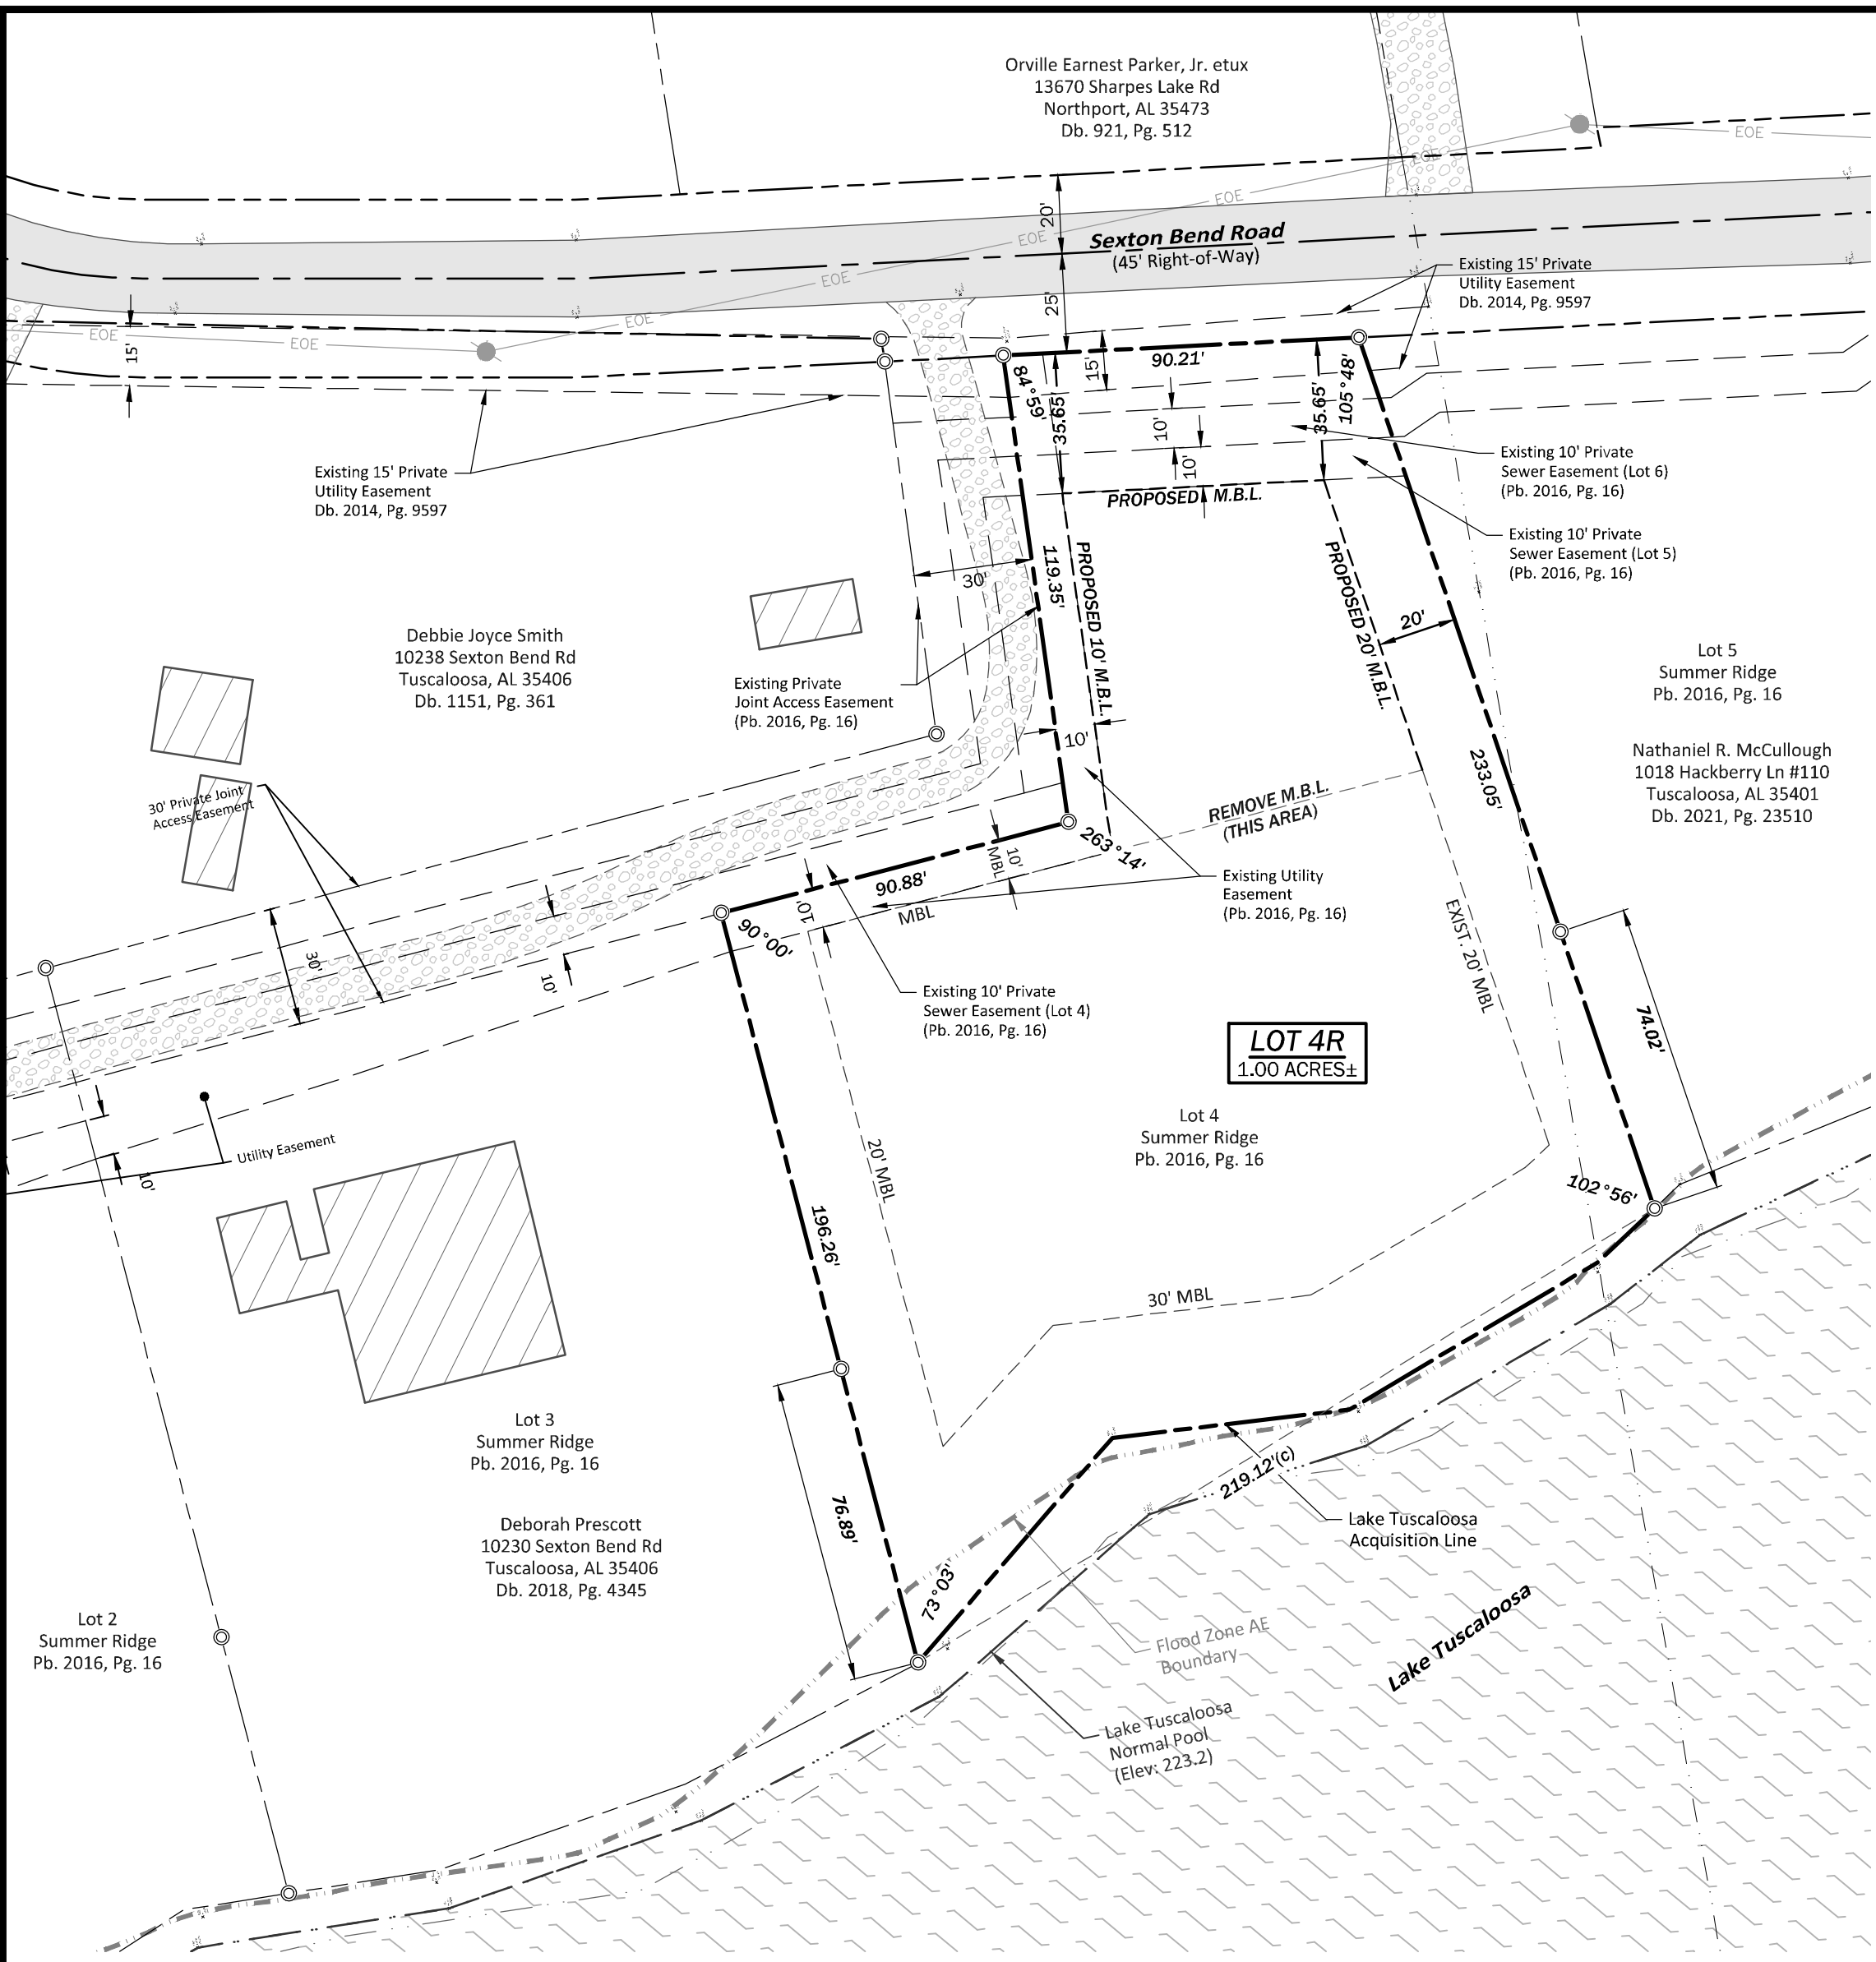 Orville Earnest Parker, Jr. etux
13670 Sharpes Lake Rd
Northport, AL 35473
Db. 921, Pg. 512
EOE
EOE
EOE
EOE
EOE
EOE
EOE
EOE
20'
Sexton Bend Road
(45' Right-of-Way)
25'
Existing 15' Private
Utility Easement
Db. 2014, Pg. 9597
15'
15'
90.21'
84°59'
35.65'
35.65'
105°48'
10'
10'
PROPOSED M.B.L.
Existing 15' Private
Utility Easement
Db. 2014, Pg. 9597
Existing 10' Private
Sewer Easement (Lot 6)
(Pb. 2016, Pg. 16)
Existing 10' Private
Sewer Easement (Lot 5)
(Pb. 2016, Pg. 16)
30'
119.35'
PROPOSED 10' M.B.L.
PROPOSED 20' M.B.L.
20'
Debbie Joyce Smith
10238 Sexton Bend Rd
Tuscaloosa, AL 35406
Db. 1151, Pg. 361
Existing Private
Joint Access Easement
(Pb. 2016, Pg. 16)
Lot 5
Summer Ridge
Pb. 2016, Pg. 16
Nathaniel R. McCullough
1018 Hackberry Ln #110
Tuscaloosa, AL 35401
Db. 2021, Pg. 23510
10'
233.05'
30' Private Joint
Access Easement
REMOVE M.B.L.
(THIS AREA)
263°14'
10'
MBL
90.88'
MBL
10'
90°00'
Existing Utility
Easement
(Pb. 2016, Pg. 16)
EXIST. 20' MBL
30'
10'
Existing 10' Private
Sewer Easement (Lot 4)
(Pb. 2016, Pg. 16)
LOT 4R
1.00 ACRES±
74.02'
Lot 4
Summer Ridge
Pb. 2016, Pg. 16
Utility Easement
10'
20' MBL
102°56'
196.26'
30' MBL
Lot 3
Summer Ridge
Pb. 2016, Pg. 16
76.89'
219.12'(c)
Lake Tuscaloosa
Acquisition Line
Deborah Prescott
10230 Sexton Bend Rd
Tuscaloosa, AL 35406
Db. 2018, Pg. 4345
73°03'
Lot 2
Summer Ridge
Pb. 2016, Pg. 16
Flood Zone AE
Boundary
Lake Tuscaloosa
Lake Tuscaloosa
Normal Pool
(Elev: 223.2)